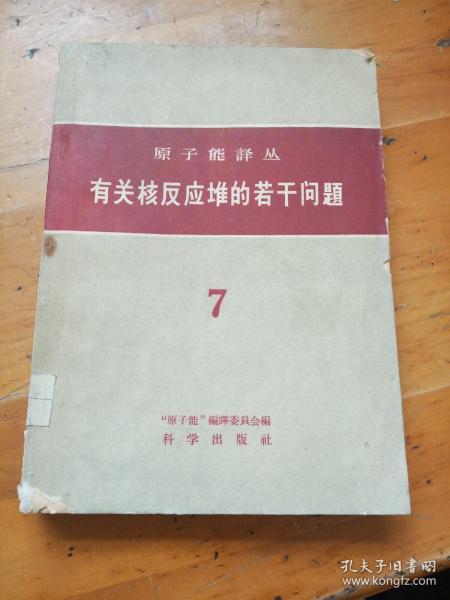 原子能譯丛
有关核反应堆的若干问題
7
“原子能”編譯委員会編
科学出版社
孔夫子旧书网
www.kongfz.com